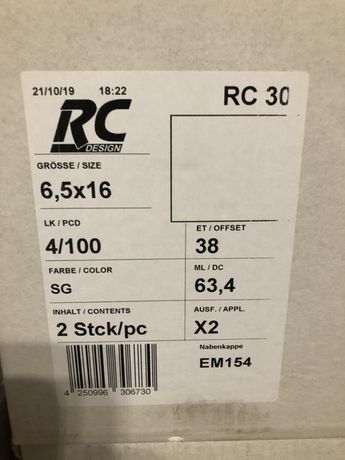 21/10/19 18:22
RC 30
RC
DESIGN
GRÖSSE / SIZE
6,5x16
LK / PCD
4/100
ET / OFFSET
38
FARBE / COLOR
SG
ML / DC
63,4
INHALT / CONTENTS
2 Stck/pc
AUSF. / APPL.
X2
Nabenkappe
EM154
4 250996 306730